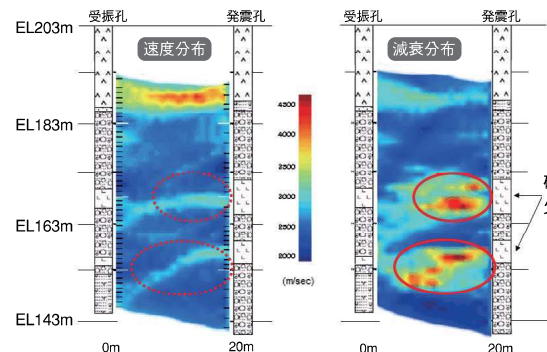 受振孔
発震孔
受振孔
発震孔
EL203m
速度分布
減衰分布
4300
4000
EL183m
3500
3000
2500
EL163m
2000
(m/sec)
EL143m
0m
20m
0m
20m